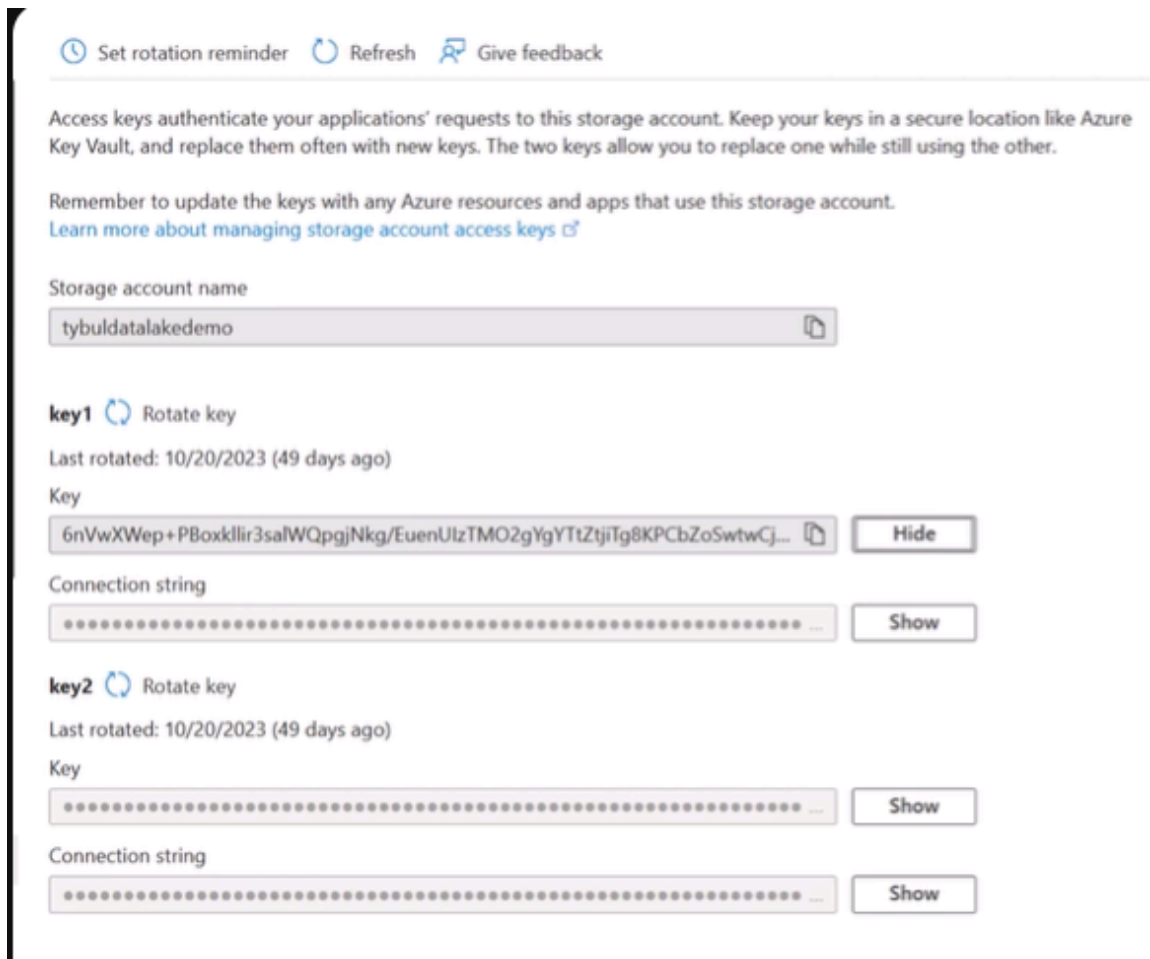 Set rotation reminder Refresh Give feedback
Access keys authenticate your applications' requests to this storage account. Keep your keys in a secure location like Azure
Key Vault, and replace them often with new keys. The two keys allow you to replace one while still using the other.
Remember to update the keys with any Azure resources and apps that use this storage account.
Learn more about managing storage account access keys
Storage account name
tybuldatalakedemo
key1 Rotate key
Last rotated: 10/20/2023 (49 days ago)
Key
Hide
Connection string
Show
key2 Rotate key
Last rotated: 10/20/2023 (49 days ago)
Key
Show
Connection string
Show